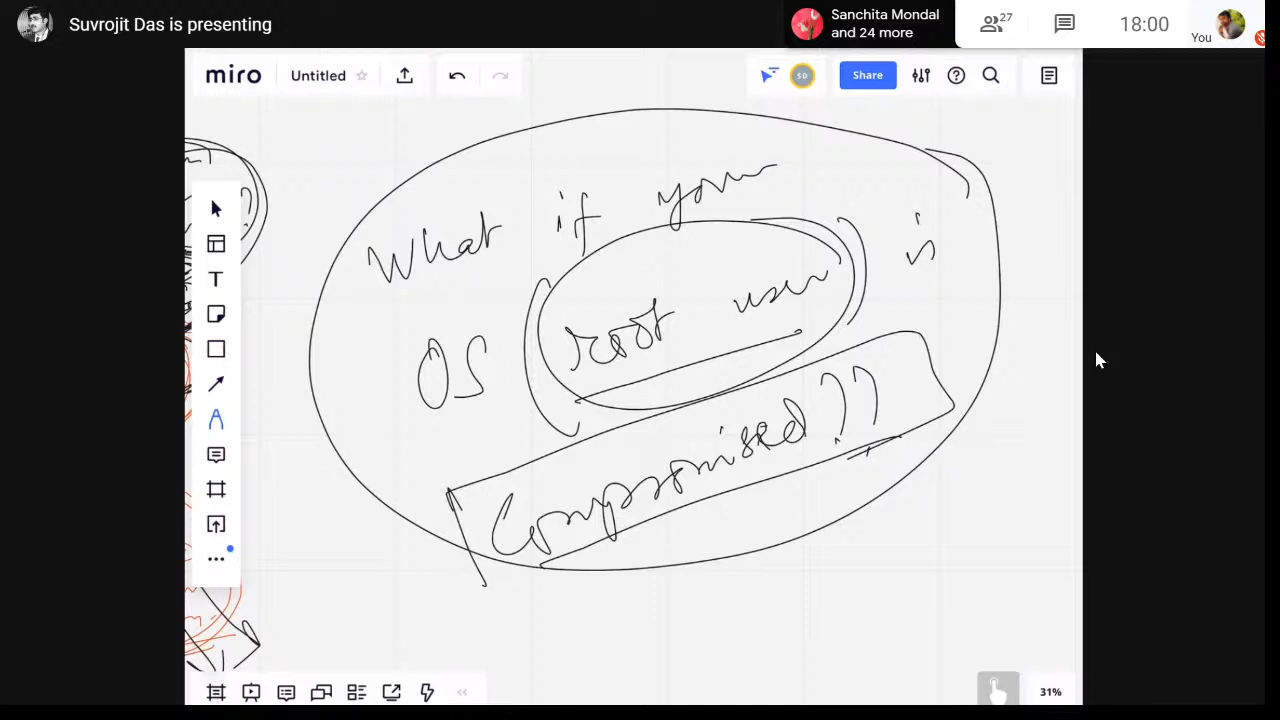 Suvrojit Das is presenting
Sanchita Mondal
and 24 more
27
18:00
You
miro
Untitled
SD
Share
What if your
OS root user is
Compromised ??
31%